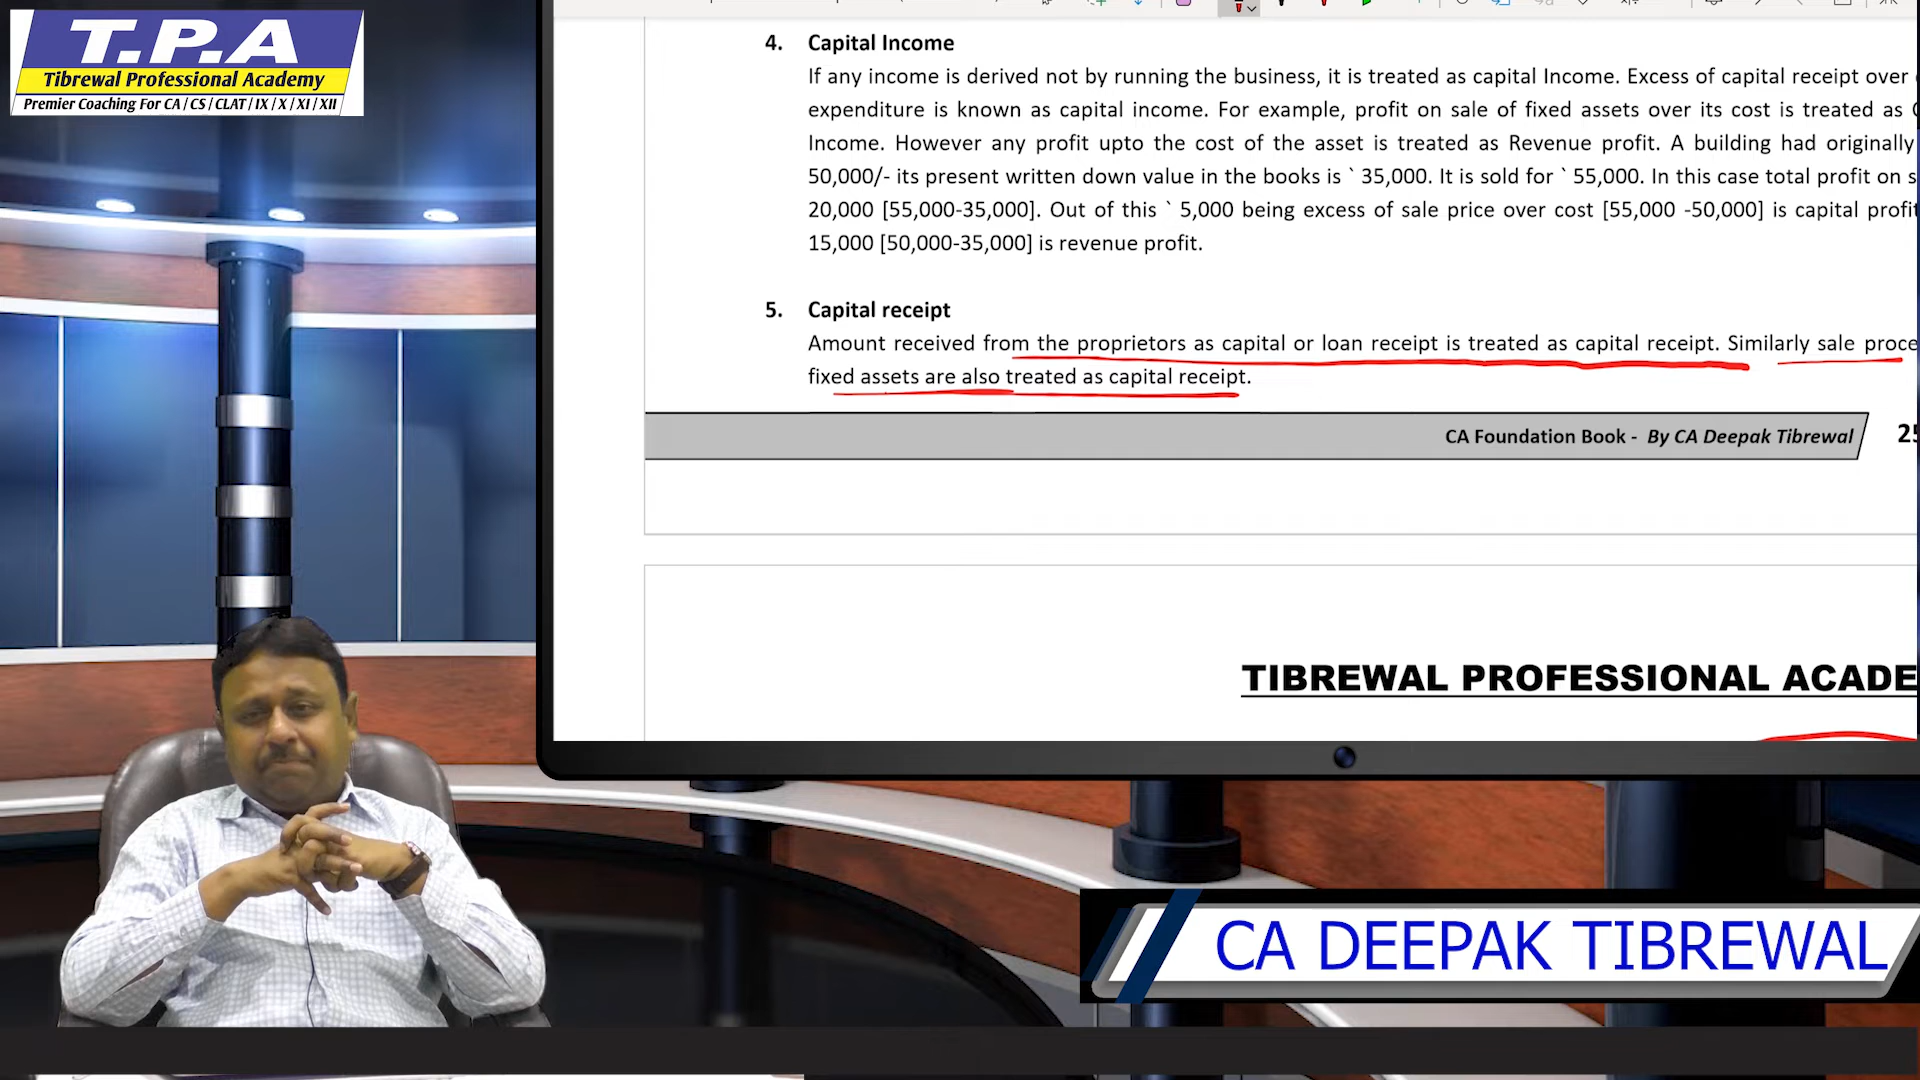 T.P.A
Tibrewal Professional Academy
Premier Coaching For CA / CS / CLAT / IX / X / XI / XII
4. Capital Income
If any income is derived not by running the business, it is treated as capital Income. Excess of capital receipt over
expenditure is known as capital income. For example, profit on sale of fixed assets over its cost is treated as
Income. However any profit upto the cost of the asset is treated as Revenue profit. A building had originally
50,000/- its present written down value in the books is ` 35,000. It is sold for ` 55,000. In this case total profit on s
20,000 [55,000-35,000]. Out of this ` 5,000 being excess of sale price over cost [55,000 -50,000] is capital profit
15,000 [50,000-35,000] is revenue profit.
5. Capital receipt
Amount received from the proprietors as capital or loan receipt is treated as capital receipt. Similarly sale proce
fixed assets are also treated as capital receipt.
CA Foundation Book - By CA Deepak Tibrewal 25
TIBREWAL PROFESSIONAL ACADE
CA DEEPAK TIBREWAL